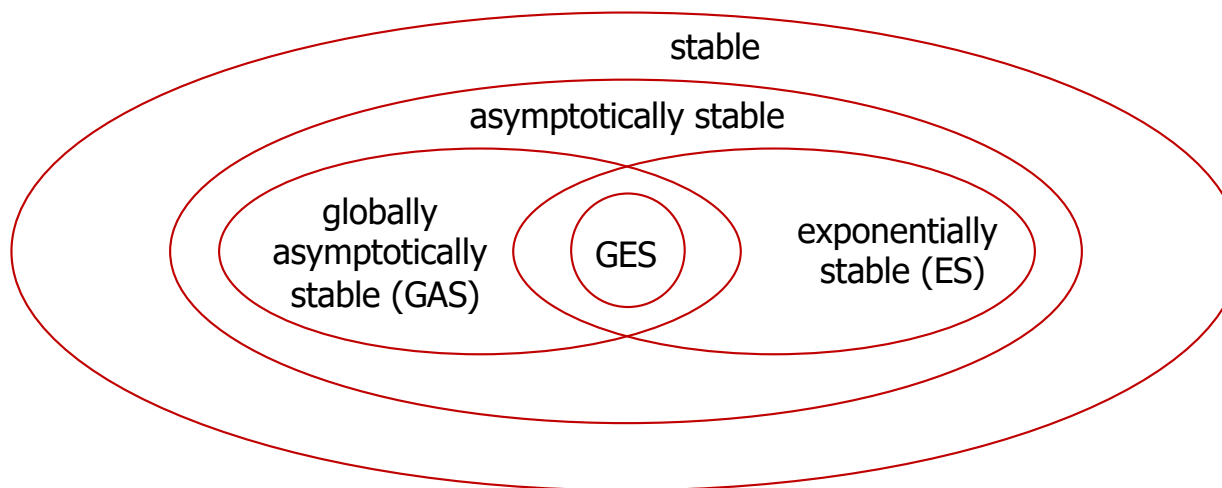 stable
asymptotically stable
globally
asymptotically
stable (GAS)
GES
exponentially
stable (ES)